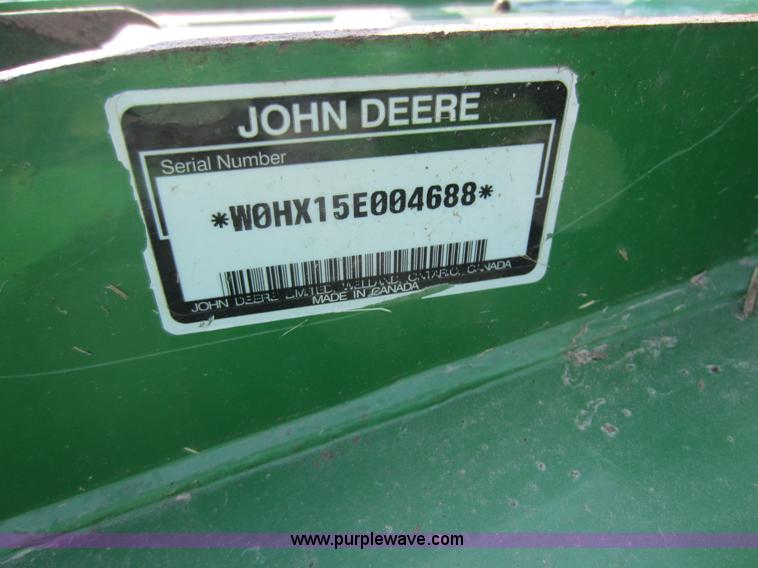 JOHN DEERE
Serial Number
*W0HX15E004688*
JOHN DEERE LIMITED, WELLAND, ONTARIO, CANADA
MADE IN CANADA
www.purplewave.com